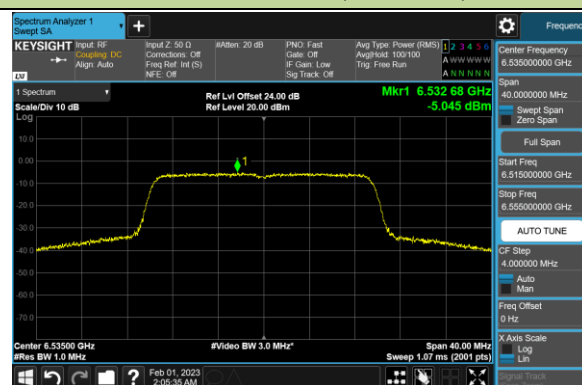 Spectrum Analyzer 1
Swept SA
Frequency
KEYSIGHT
Input: RF
Coupling: DC
Align: Auto
Input Z: 50 Ω
Corrections: Off
Freq Ref: Int (S)
NFE: Off
#Atten: 20 dB
PNO: Fast
Gate: Off
IF Gain: Low
Sig Track: Off
Avg Type: Power (RMS)
Avg|Hold: 100/100
Trig: Free Run
1 2 3 4 5 6
A W W W W W
A N N N N N
LXI
1 Spectrum
Scale/Div 10 dB
Log
Ref Lvl Offset 24.00 dB
Ref Level 20.00 dBm
Mkr1 6.532 68 GHz
-5.045 dBm
10.0
0.00
-10.0
-20.0
-30.0
-40.0
-50.0
-60.0
-70.0
1
Center 6.53500 GHz
#Res BW 1.0 MHz
#Video BW 3.0 MHz*
Span 40.00 MHz
Sweep 1.07 ms (2001 pts)
Center Frequency
6.535000000 GHz
Span
40.0000000 MHz
Swept Span
Zero Span
Full Span
Start Freq
6.515000000 GHz
Stop Freq
6.555000000 GHz
AUTO TUNE
CF Step
4.000000 MHz
Auto
Man
Freq Offset
0 Hz
X Axis Scale
Log
Lin
Signal Track
Feb 01, 2023
2:05:35 AM